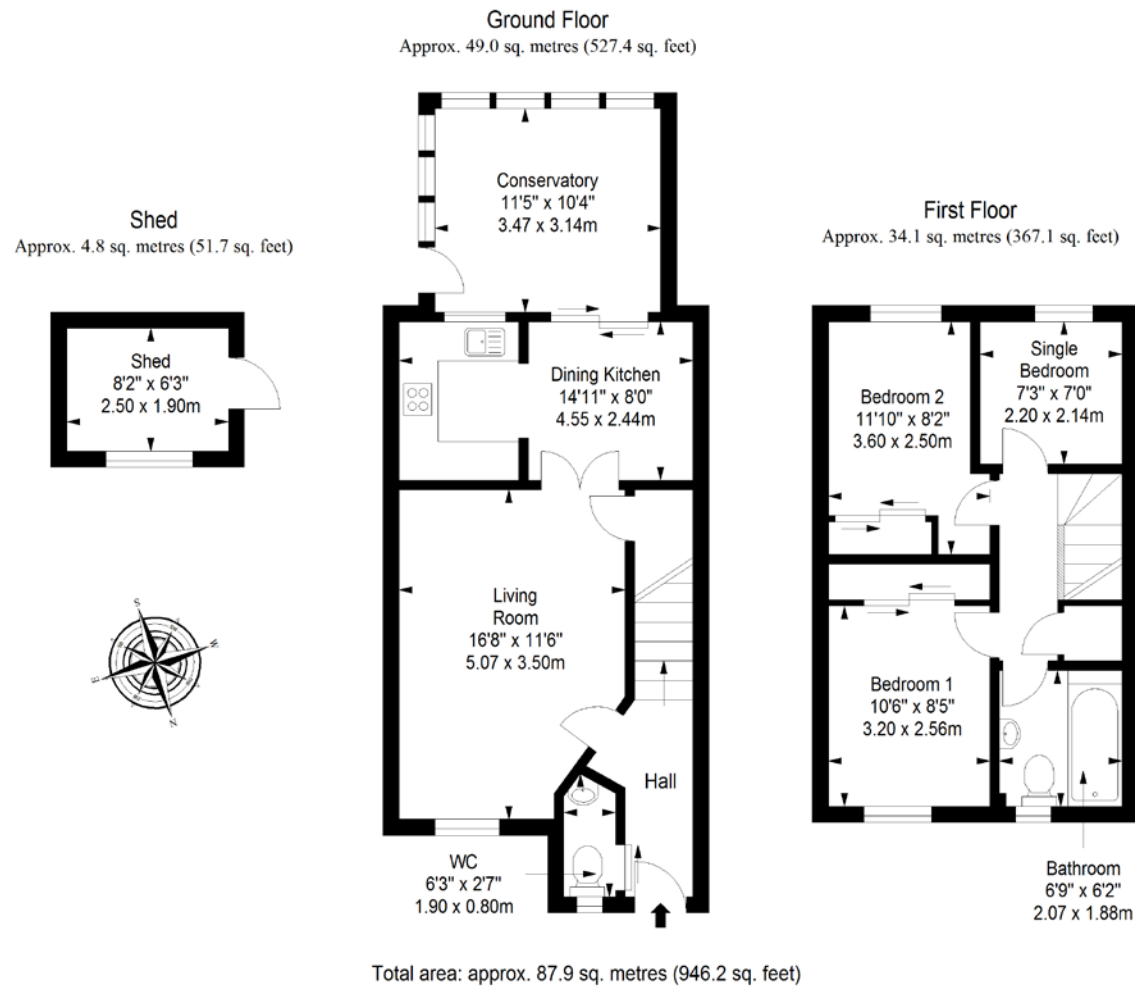 Ground Floor
Approx. 49.0 sq. metres (527.4 sq. feet)
Conservatory
11'5" x 10'4"
3.47 x 3.14m
Shed
Approx. 4.8 sq. metres (51.7 sq. feet)
Shed
8'2" x 6'3"
2.50 x 1.90m
First Floor
Approx. 34.1 sq. metres (367.1 sq. feet)
Dining Kitchen
14'11" x 8'0"
4.55 x 2.44m
Single
Bedroom
7'3" x 7'0"
2.20 x 2.14m
Bedroom 2
11'10" x 8'2"
3.60 x 2.50m
Living
Room
16'8" x 11'6"
5.07 x 3.50m
S
W
E
N
Bedroom 1
10'6" x 8'5"
3.20 x 2.56m
Hall
WC
6'3" x 2'7"
1.90 x 0.80m
Bathroom
6'9" x 6'2"
2.07 x 1.88m
Total area: approx. 87.9 sq. metres (946.2 sq. feet)